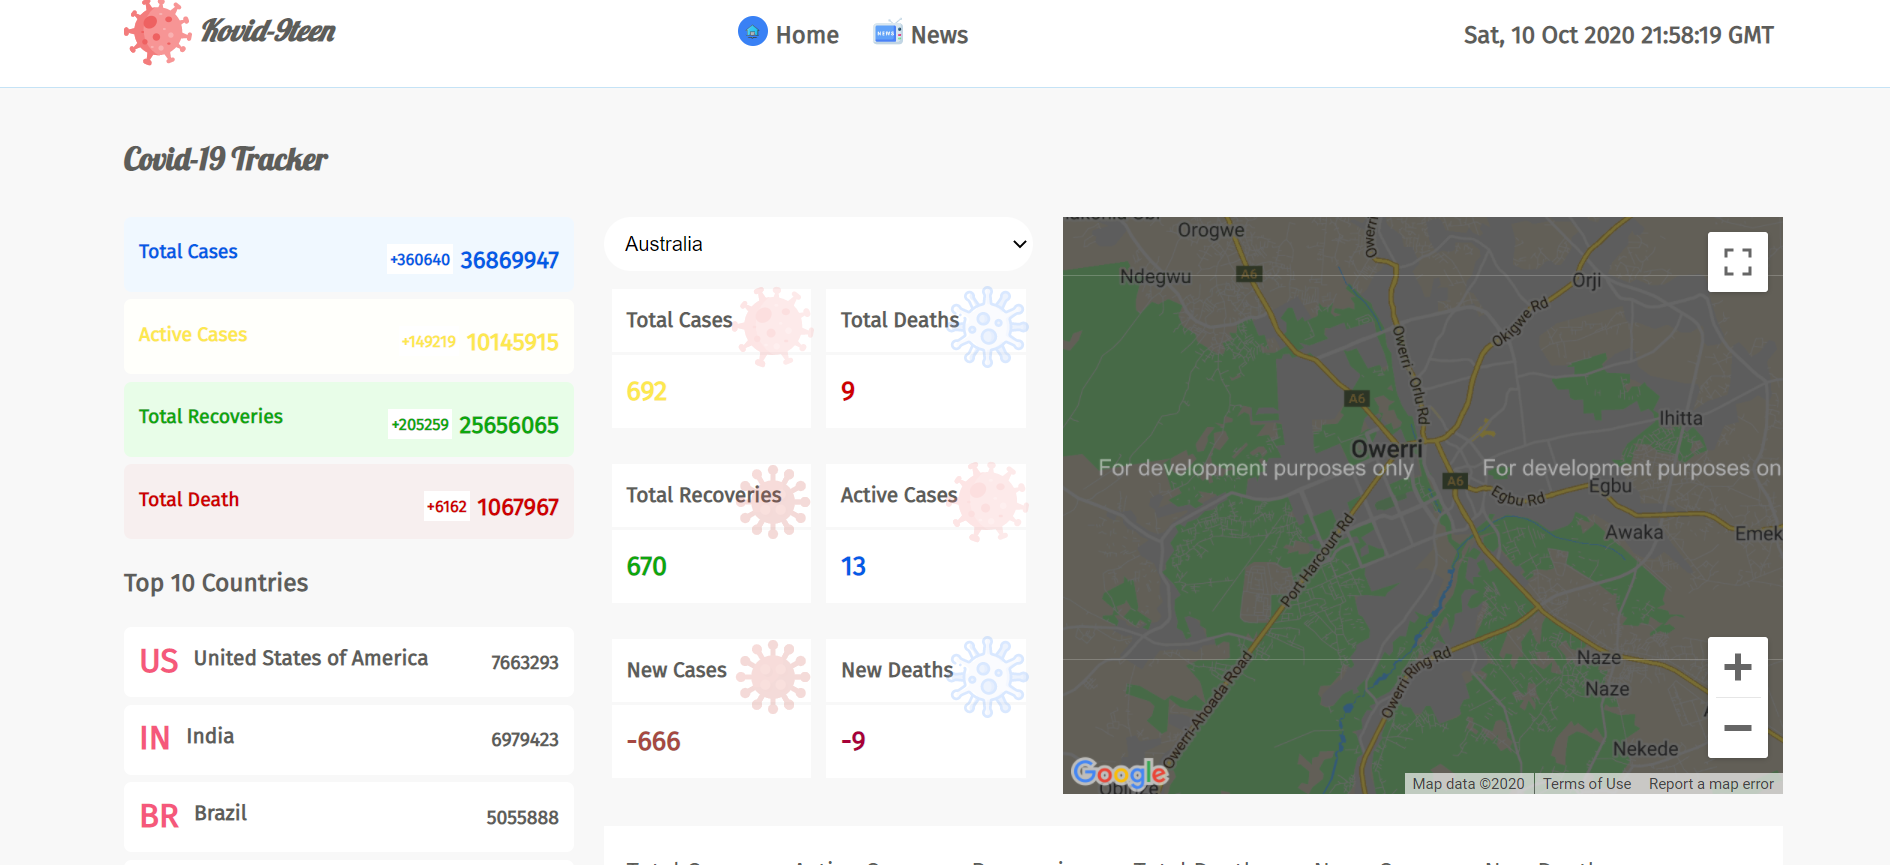 Kovid-9teen
Home
NEWS
News
Sat, 10 Oct 2020 21:58:19 GMT
Covid-19 Tracker
Total Cases
+360640
36869947
Active Cases
+149219
10145915
Total Recoveries
+205259
25656065
Total Death
+6162
1067967
Top 10 Countries
US
United States of America
7663293
IN
India
6979423
BR
Brazil
5055888
Australia
Total Cases
692
Total Deaths
9
Total Recoveries
670
Active Cases
13
New Cases
-666
New Deaths
-9
Orogwe
Owerri
Ndegwu
A6
Orji
Okigwe Rd
Owerri - Orlu Rd
A6
Ihitta
Owerri
For development purposes only
For development purposes on
A6
Egbu Rd
Egbu
Awaka
Emek
Port Harcourt Rd
Naze
Owerri Ring Rd
Naze
Owerri-Ahoada Road
Nekede
Google
Map data ©2020
Terms of Use
Report a map error